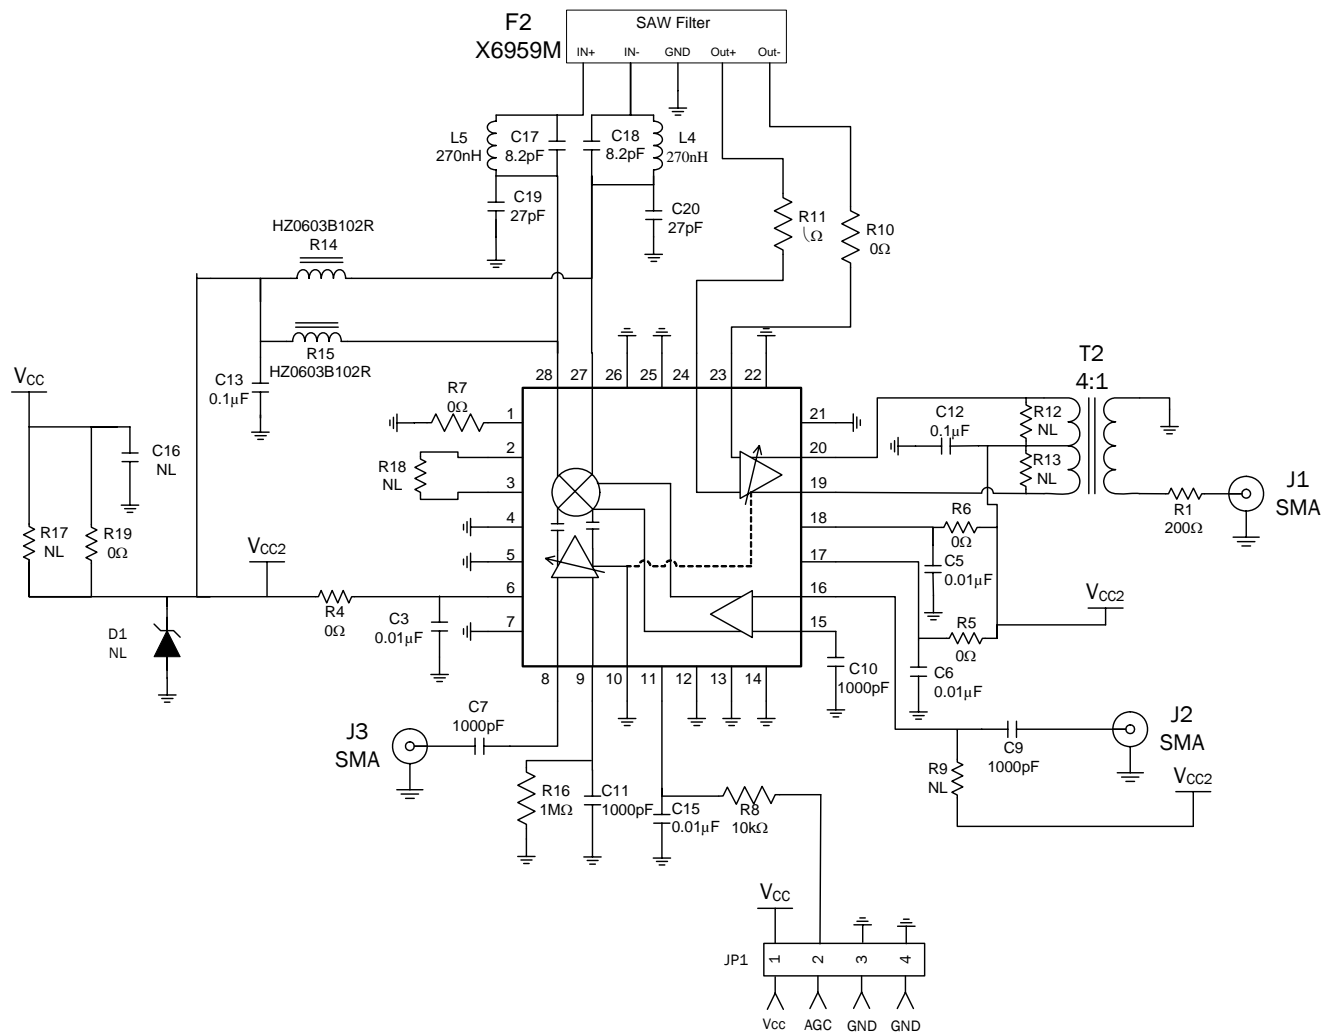 F2
X6959M
SAW Filter
IN+ IN- GND Out+ Out-
L5
270nH
C17
8.2pF
C18
8.2pF
L4
270nH
C19
27pF
C20
27pF
R11
Ω
R10
0Ω
HZ0603B102R
R14
R15
HZ0603B102R
C13
0.1µF
VCC
C16
NL
R17
NL
R19
0Ω
VCC2
D1
NL
R4
0Ω
C3
0.01µF
R7
0Ω
R18
NL
28 27 26 25 24 23 22
1
2
3
4
5
6
7
21
20
19
18
17
16
15
8 9 10 11 12 13 14
T2
4:1
C12
0.1µF
R12
NL
R13
NL
J1
SMA
R1
200Ω
R6
0Ω
C5
0.01µF
R5
0Ω
VCC2
C6
0.01µF
C10
1000pF
J2
SMA
C9
1000pF
R9
NL
VCC2
J3
SMA
C7
1000pF
R16
1MΩ
C11
1000pF
C15
0.01µF
R8
10kΩ
VCC
JP1
1 2 3 4
Vcc AGC GND GND